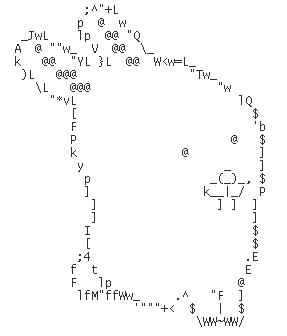 ;^"+L
         p  @  w
 _JwL    lp  @@ "Q
A  @ ""w_  V  @@  \_
k   @@  "YL }L  @@  W<w=L_
 )L   @@@                "Tw_
   \L   @@@                  "w
     "*vL                       lQ
        [                         $
        F                         'b
        P                      @   $
        k               @          ]
         y                    _    ]
          p                 _(_)_, $
          ]                k__|_/  P
           ]                 ] ]  ]
           ]                      ]
          I                       $
          [                       $
         ;4                      .E
        f  t                     E
        F   lp                  @
         lfM"ffWW_      .^   "F  ]
                 '"""+<  $   |  $
                          \WW~WW/